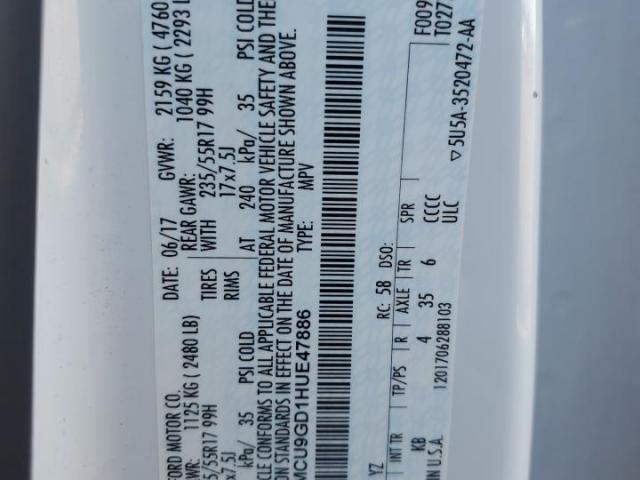 FORD MOTOR CO. DATE: 06/17 GVWR: 2159 KG ( 4760
1125 KG ( 2480 LB) REAR GAWR: 1040 KG ( 2293 L
55R17 99H TIRES WITH 235/55R17 99H
x7.5J RIMS 17x7.5J
kPa/ 35 PSI COLD AT 240 kPa/ 35 PSI COLD
CONFORMS TO ALL APPLICABLE FEDERAL MOTOR VEHICLE SAFETY AND
STANDARDS IN EFFECT ON THE DATE OF MANUFACTURE SHOWN ABOVE.
MCU9GD1HUE47886 TYPE: MPV
F009
T027
YZ RC: 58 DSO:
INT TR TP/PS R AXLE TR SPR
KB 4 35 6 CCCC
IN U.S.A. 1201706288103 ULC
▽5U5A-3520472-AA